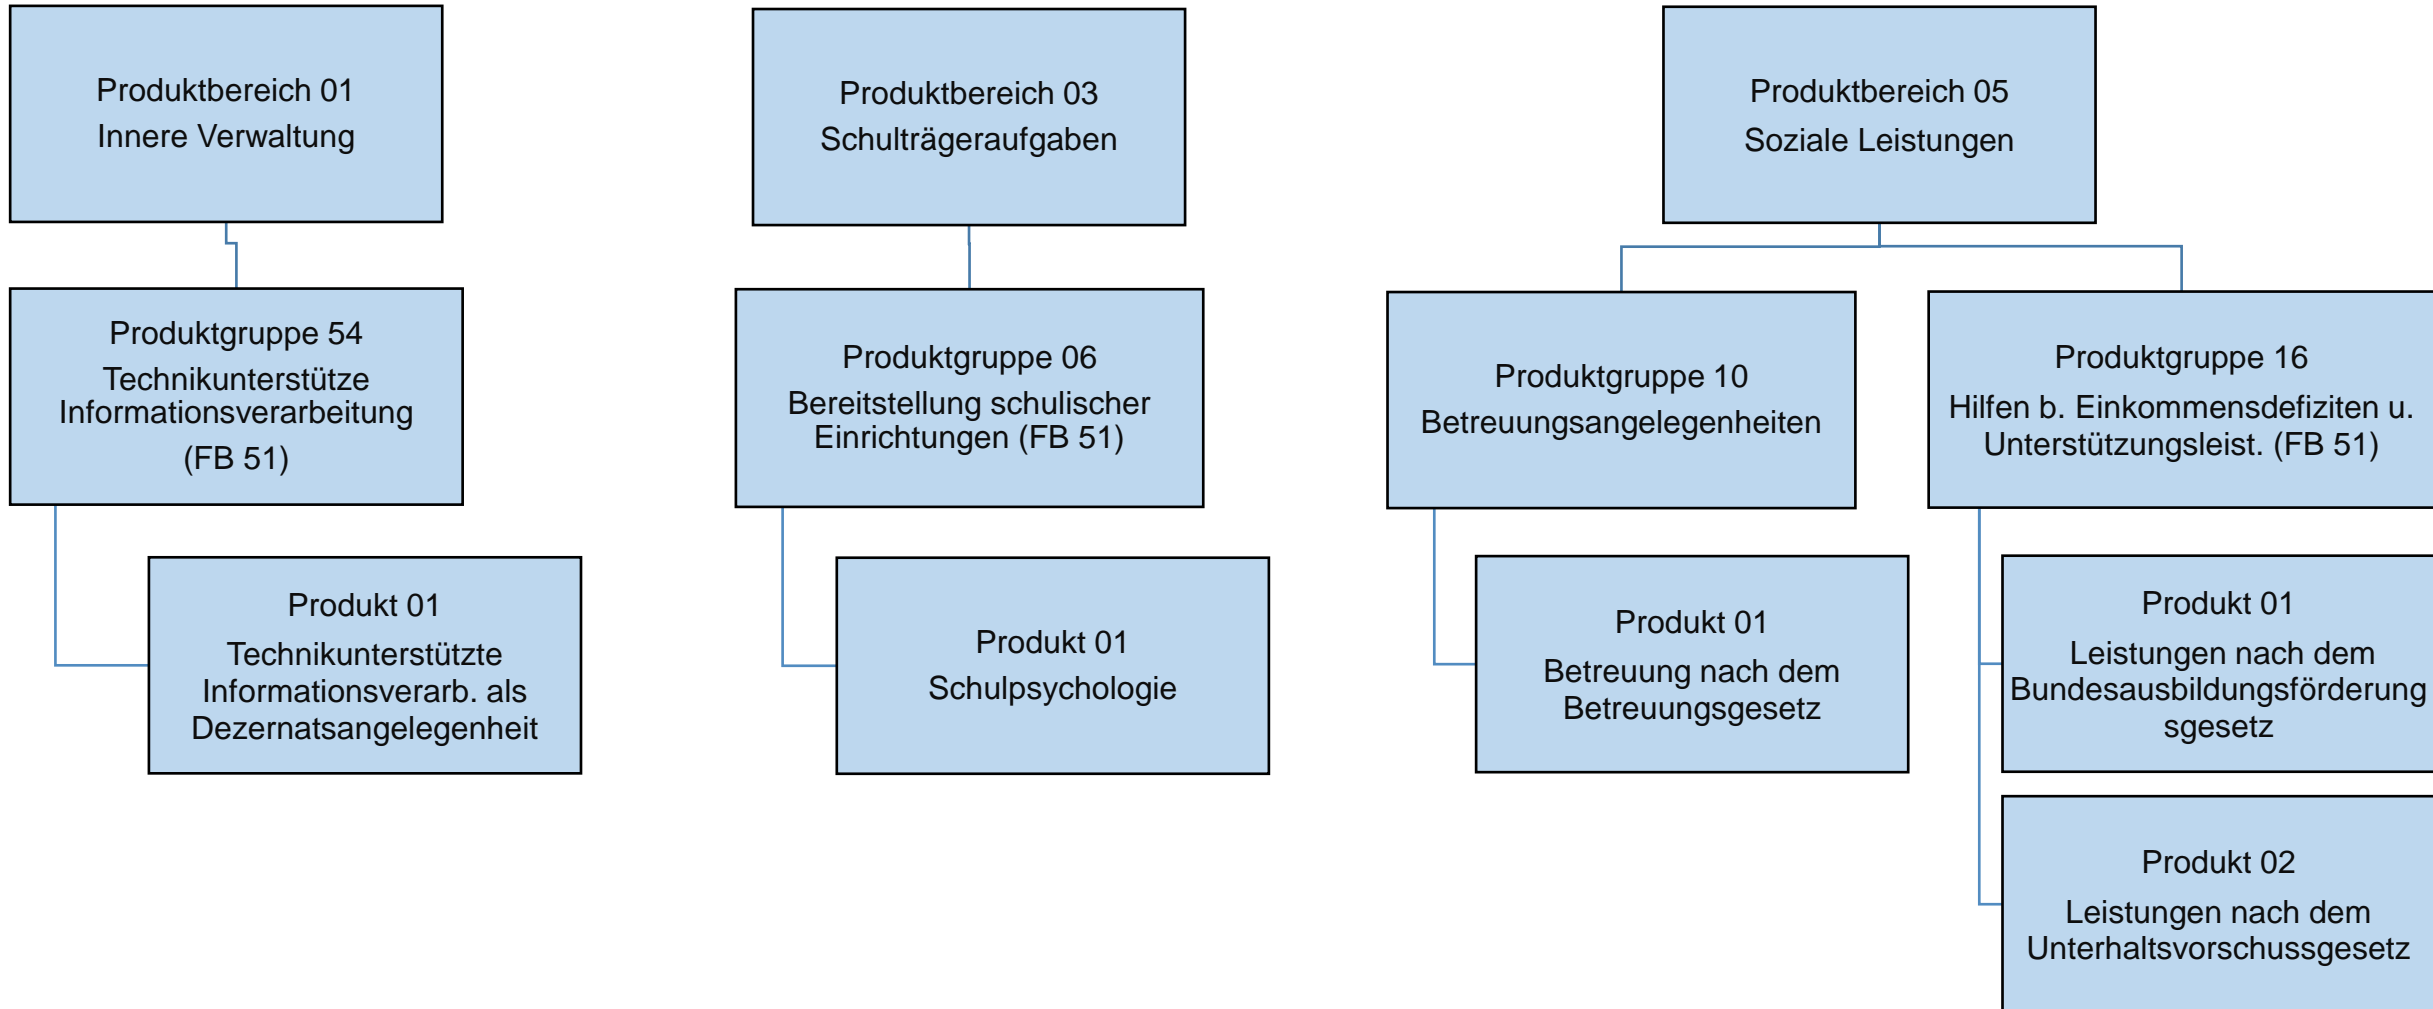 Produktbereich 01
Innere Verwaltung
Produktbereich 03
Schulträgeraufgaben
Produktbereich 05
Soziale Leistungen
Produktgruppe 54
Technikunterstütze
Informationsverarbeitung
(FB 51)
Produktgruppe 06
Bereitstellung schulischer
Einrichtungen (FB 51)
Produktgruppe 10
Betreuungsangelegenheiten
Produktgruppe 16
Hilfen b. Einkommensdefiziten u.
Unterstützungsleist. (FB 51)
Produkt 01
Technikunterstützte
Informationsverarb. als
Dezernatsangelegenheit
Produkt 01
Schulpsychologie
Produkt 01
Betreuung nach dem
Betreuungsgesetz
Produkt 01
Leistungen nach dem
Bundesausbildungsförderung
sgesetz
Produkt 02
Leistungen nach dem
Unterhaltsvorschussgesetz